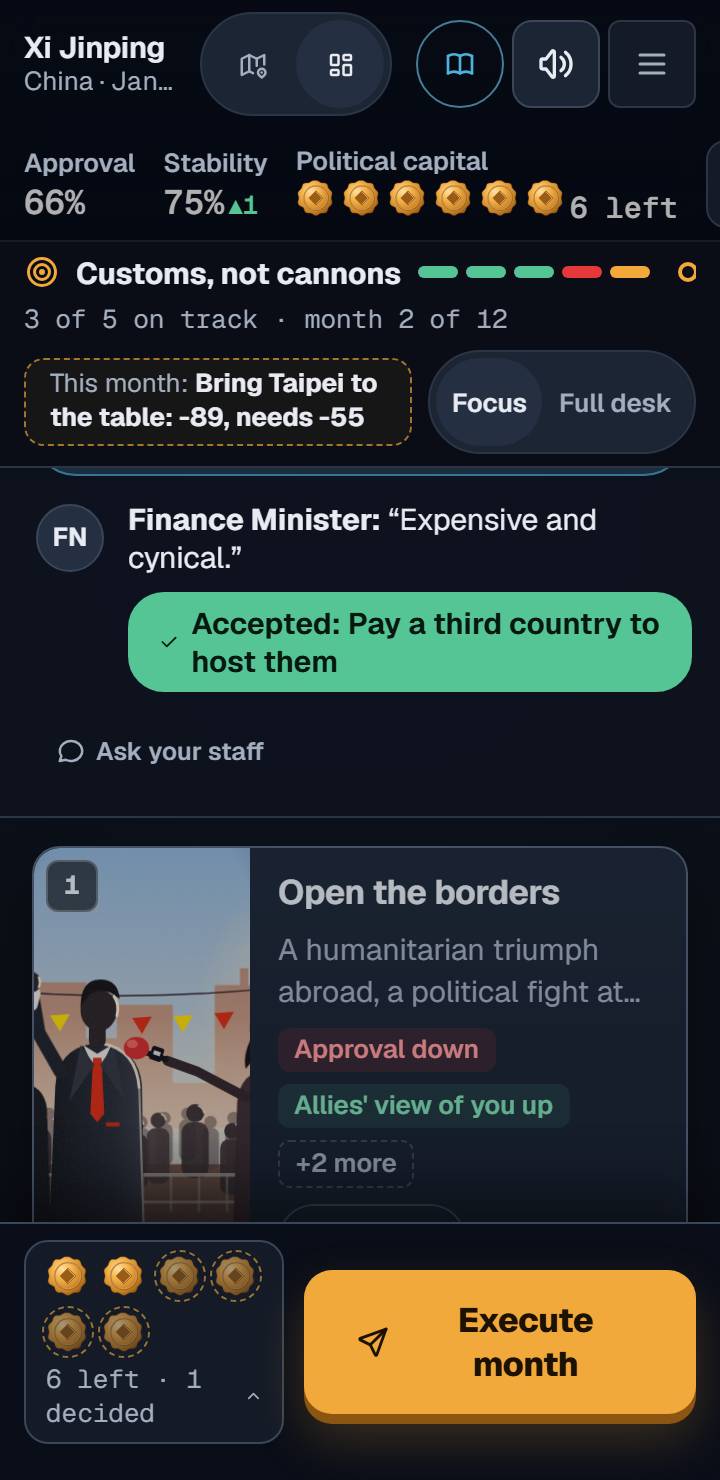 Xi Jinping
China · Jan…
Approval
66%
Stability
75%▲1
Political capital
6 left
Customs, not cannons
3 of 5 on track · month 2 of 12
This month: Bring Taipei to
the table: -89, needs -55
Focus
Full desk
FN
Finance Minister: “Expensive and
cynical.”
Accepted: Pay a third country to
host them
Ask your staff
1
Open the borders
A humanitarian triumph
abroad, a political fight at…
Approval down
Allies' view of you up
+2 more
6 left · 1
decided
Execute
month